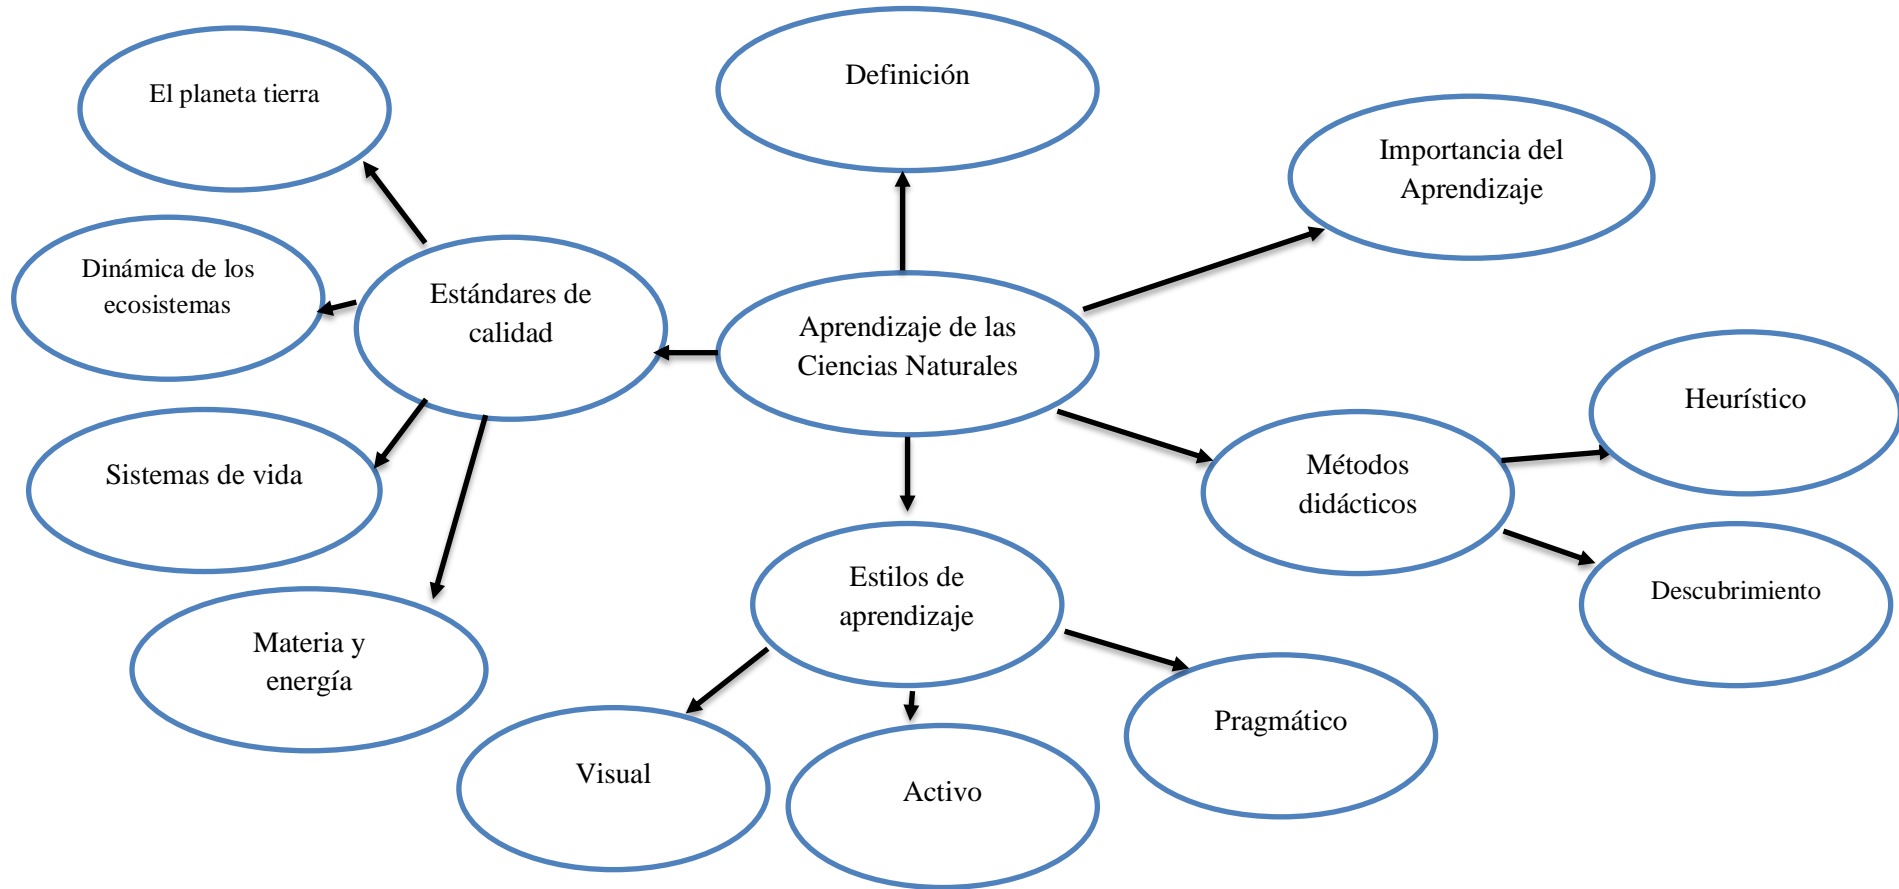 Definición
El planeta tierra
Importancia del
Aprendizaje
Dinámica de los
ecosistemas
Estándares de
calidad
Aprendizaje de las
Ciencias Naturales
Heurístico
Sistemas de vida
Métodos
didácticos
Estilos de
aprendizaje
Descubrimiento
Materia y
energía
Pragmático
Visual
Activo